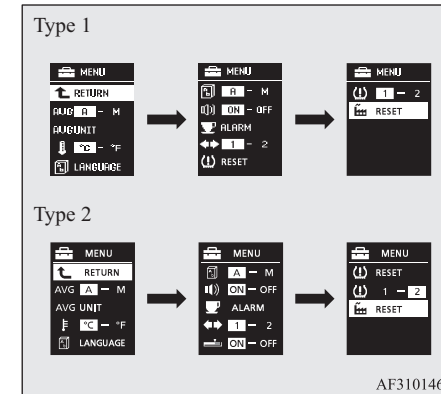 Type 1
MENU
RETURN
AVG A - M
AVG UNIT
°C - °F
LANGUAGE
MENU
A - M
ON - OFF
ALARM
1 - 2
RESET
MENU
1 - 2
RESET
Type 2
MENU
RETURN
AVG A - M
AVG UNIT
°C - °F
LANGUAGE
MENU
A - M
ON - OFF
ALARM
1 - 2
ON - OFF
MENU
RESET
1 - 2
RESET
AF310146